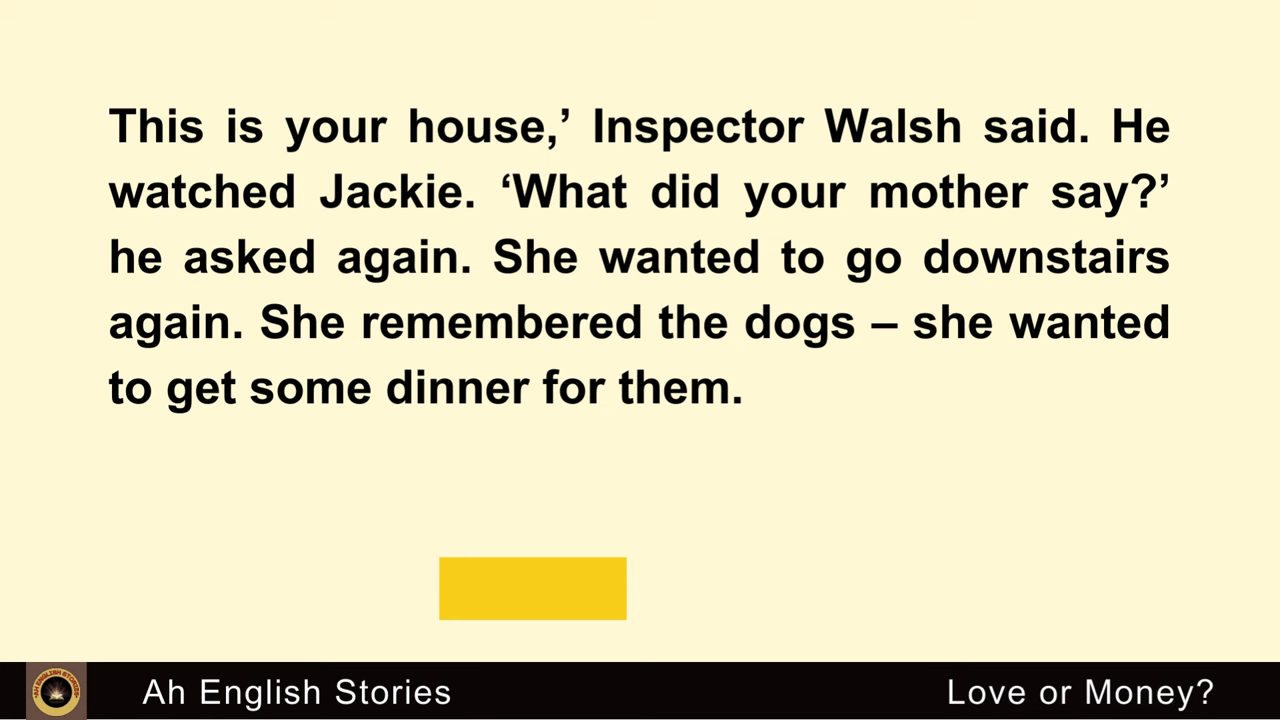 This is your house,’ Inspector Walsh said. He
watched Jackie. ‘What did your mother say?’
he asked again. She wanted to go downstairs
again. She remembered the dogs – she wanted
to get some dinner for them.
Ah English Stories
Love or Money?